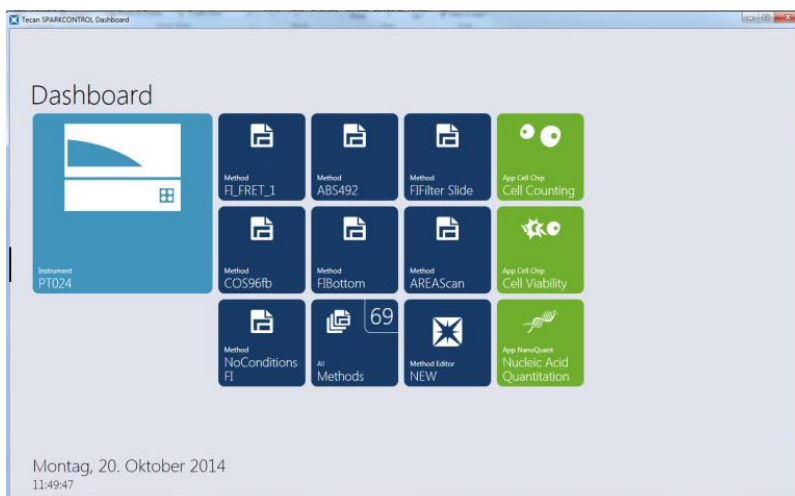 Tecan SPARKCONTROL Dashboard
Dashboard
Instrument
PT024
Method
FI_FRET_1
Method
ABS492
Method
FIFilter Slide
App Cell Chip
Cell Counting
Method
COS96fb
Method
FIBottom
Method
AREAScan
App Cell Chip
Cell Viability
Method
NoConditions
FI
69
All
Methods
Method Editor
NEW
App NanoQuant
Nucleic Acid
Quantitation
Montag, 20. Oktober 2014
11:49:47